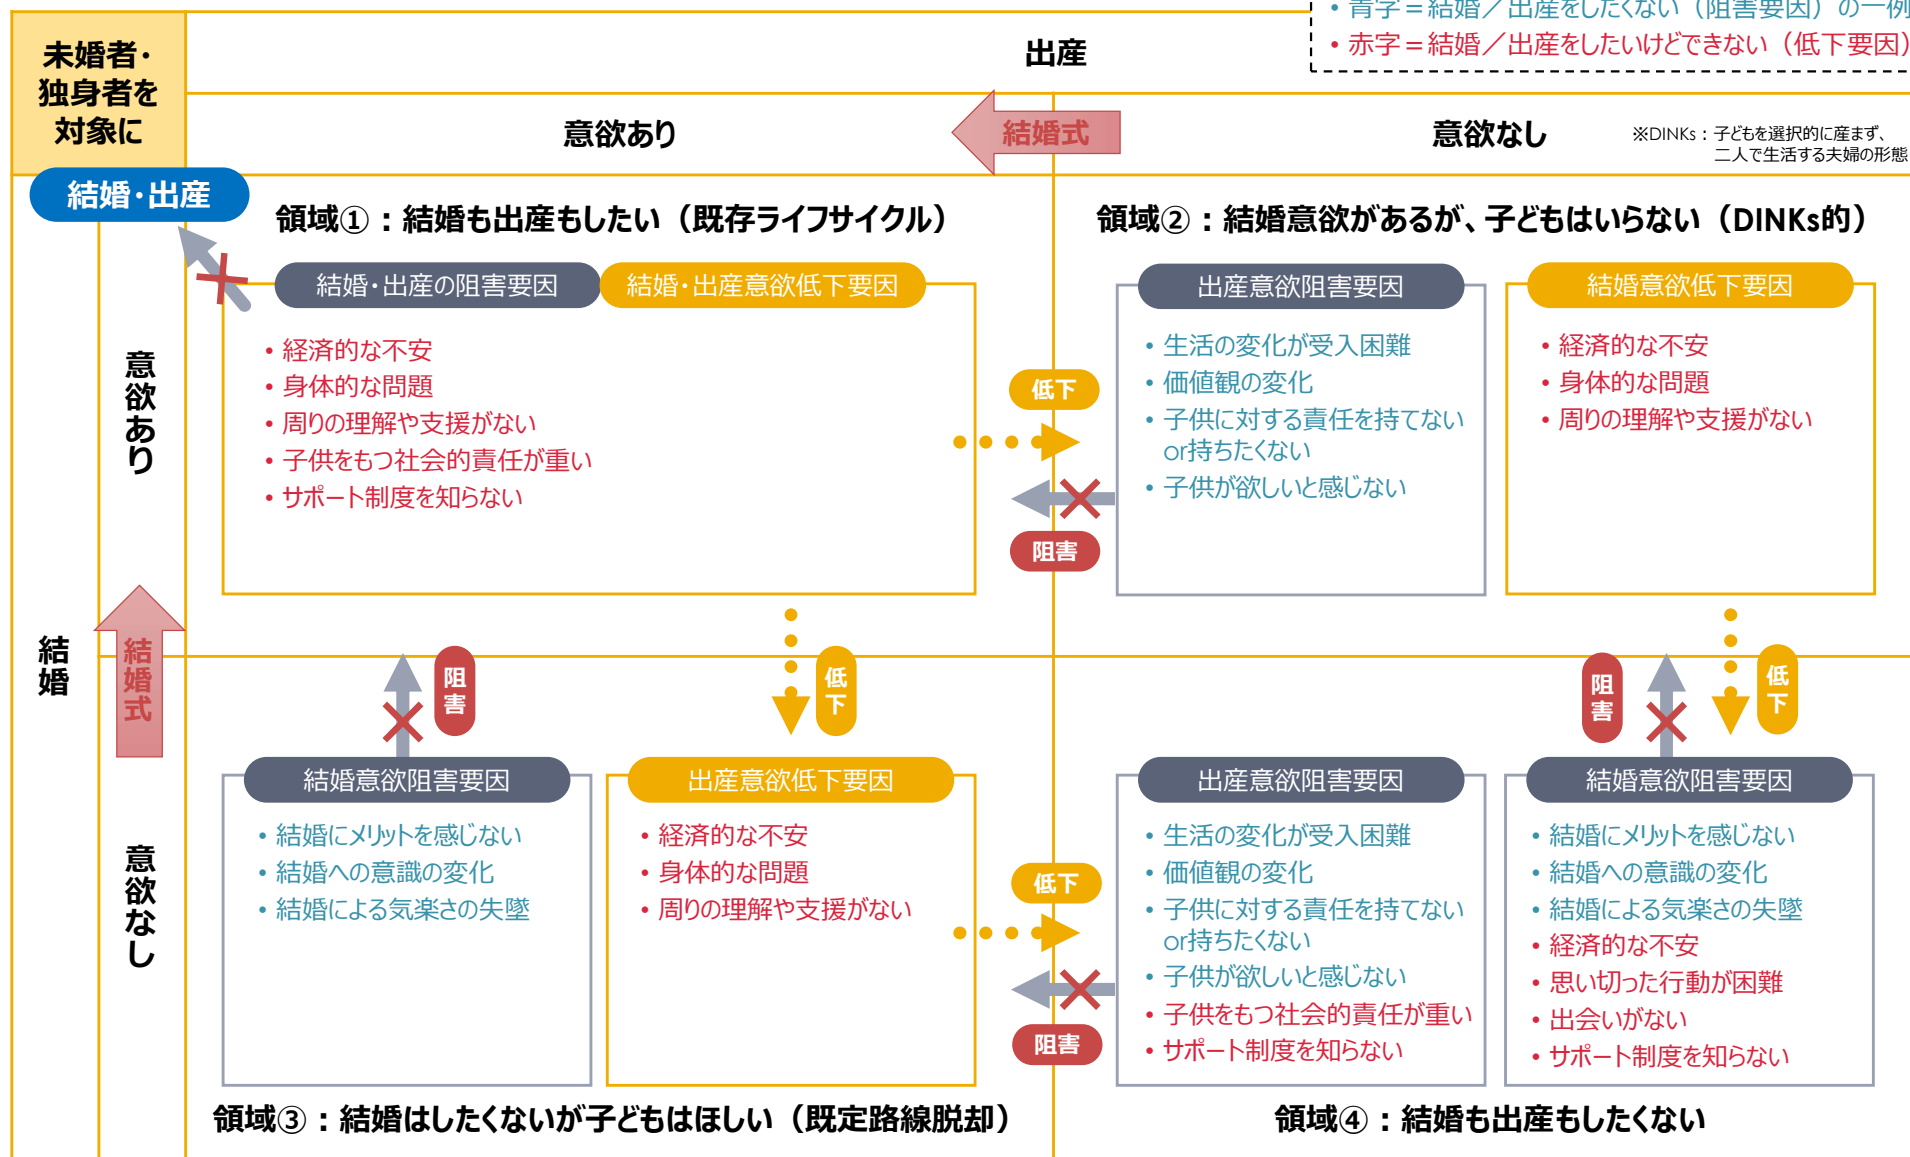 ・青字＝結婚／出産をしたくない（阻害要因）の一例
・赤字＝結婚／出産をしたいけどできない（低下要因）
未婚者・
独身者を
対象に
出産
意欲あり
結婚式
意欲なし
※DINKs：子どもを選択的に産まず、
二人で生活する夫婦の形態
結婚・出産
領域①：結婚も出産もしたい（既存ライフサイクル）
領域②：結婚意欲があるが、子どもはいらない（DINKs的）
結婚
意欲あり
結婚・出産の阻害要因
結婚・出産意欲低下要因
・経済的な不安
・身体的な問題
・周りの理解や支援がない
・子供をもつ社会的責任が重い
・サポート制度を知らない
低下
阻害
出産意欲阻害要因
・生活の変化が受入困難
・価値観の変化
・子供に対する責任を持てない
or持ちたくない
・子供が欲しいと感じない
結婚意欲低下要因
・経済的な不安
・身体的な問題
・周りの理解や支援がない
結婚式
阻害
低下
阻害
低下
意欲なし
結婚意欲阻害要因
・結婚にメリットを感じない
・結婚への意識の変化
・結婚による気楽さの失墜
出産意欲低下要因
・経済的な不安
・身体的な問題
・周りの理解や支援がない
低下
阻害
出産意欲阻害要因
・生活の変化が受入困難
・価値観の変化
・子供に対する責任を持てない
or持ちたくない
・子供が欲しいと感じない
・子供をもつ社会的責任が重い
・サポート制度を知らない
結婚意欲阻害要因
・結婚にメリットを感じない
・結婚への意識の変化
・結婚による気楽さの失墜
・経済的な不安
・思い切った行動が困難
・出会いがない
・サポート制度を知らない
領域③：結婚はしたくないが子どもはほしい（既定路線脱却）
領域④：結婚も出産もしたくない